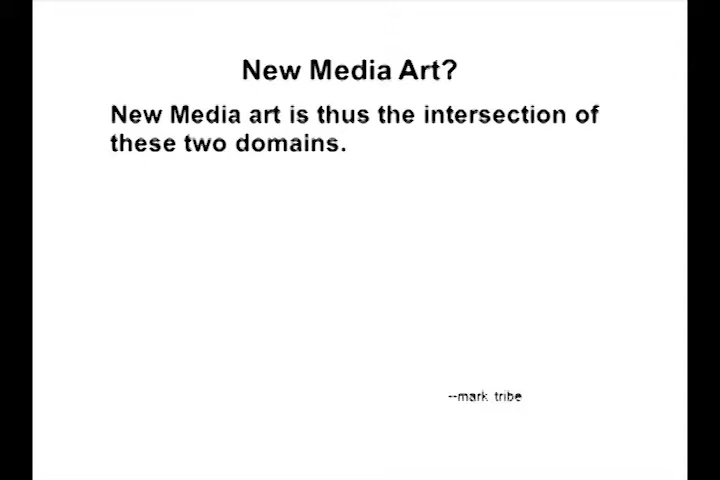 New Media Art?
New Media art is thus the intersection of
these two domains.
--mark tribe